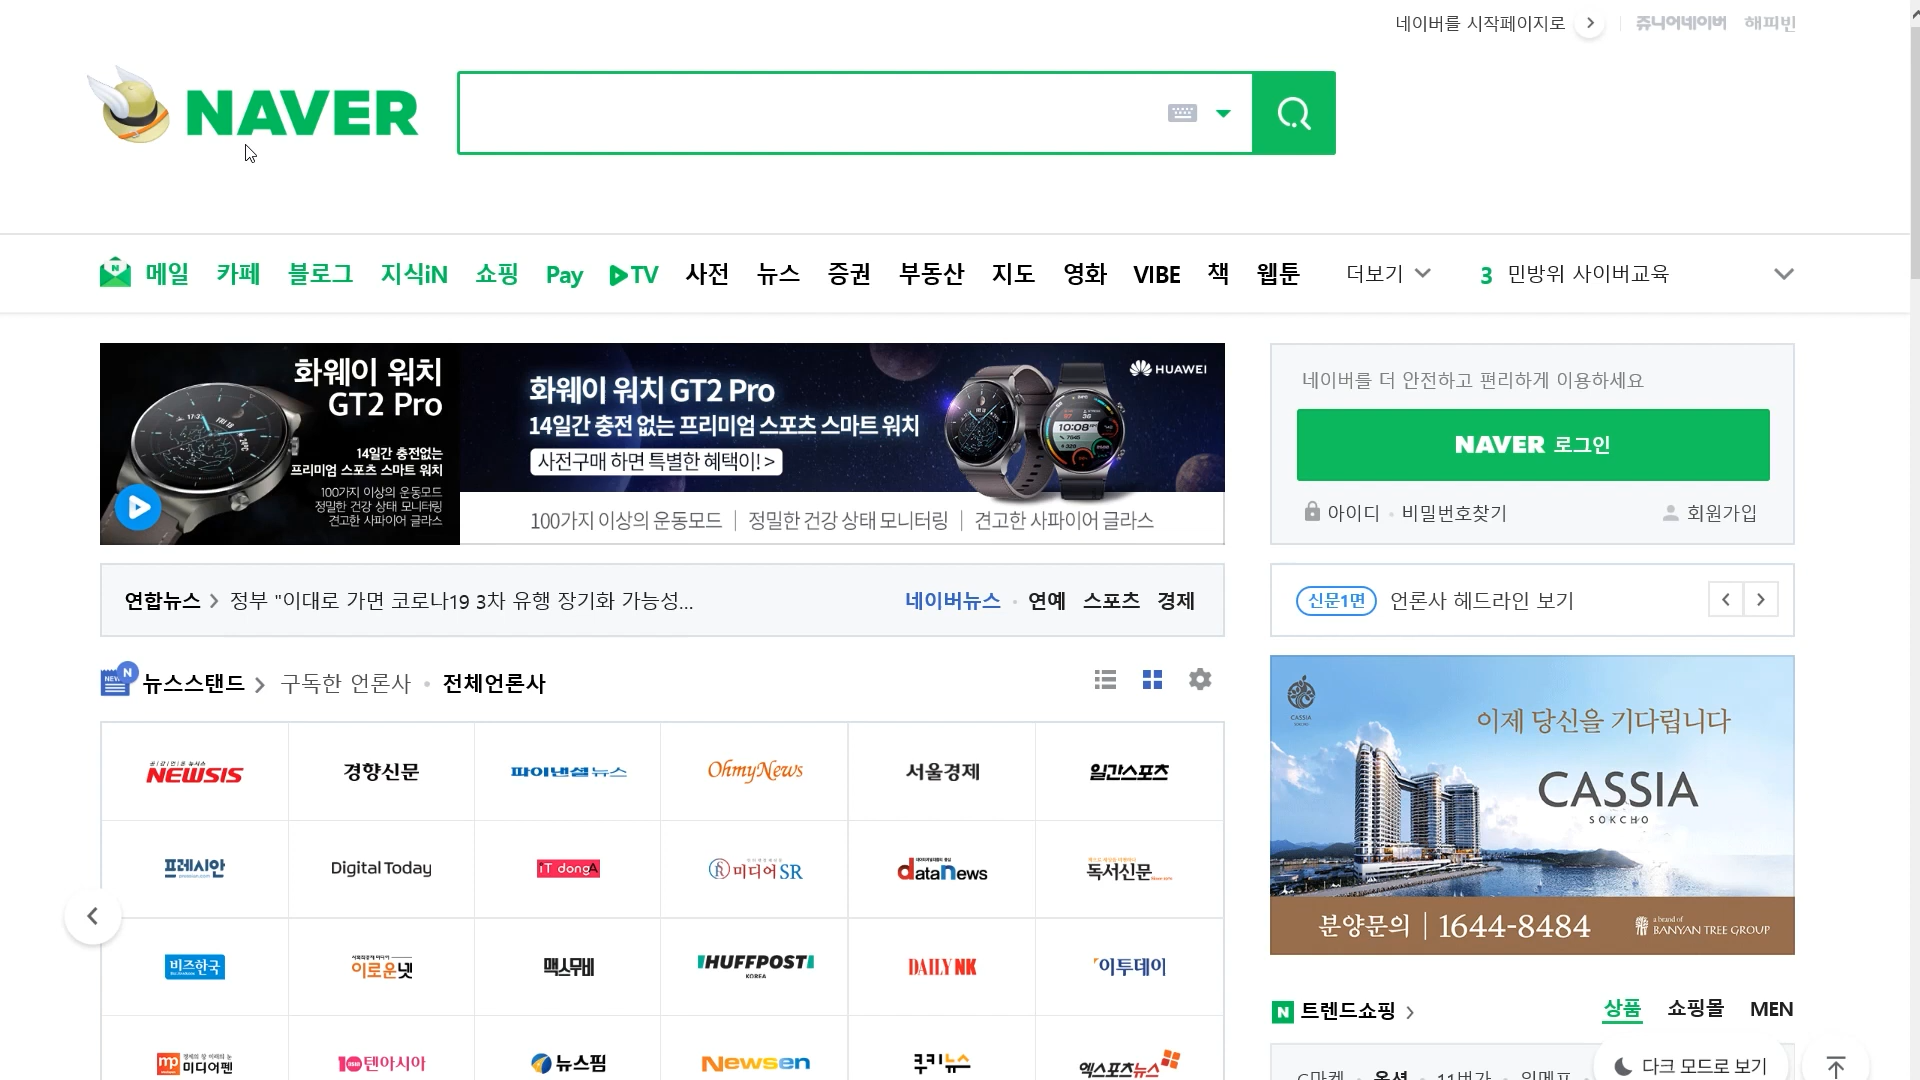 네이버를 시작페이지로
쥬니어네이버 해피빈
NAVER
메일 카페 블로그 지식iN 쇼핑 Pay TV 사전 뉴스 증권 부동산 지도 영화 VIBE 책 웹툰 더보기
3 민방위 사이버교육
화웨이 워치
GT2 Pro
14일간 충전없는
프리미엄 스포츠 스마트 워치
100가지 이상의 운동모드
정밀한 건강 상태 모니터링
견고한 사파이어 글라스
화웨이 워치 GT2 Pro
14일간 충전 없는 프리미엄 스포츠 스마트 워치
사전구매 하면 특별한 혜택이! >
HUAWEI
100가지 이상의 운동모드 | 정밀한 건강 상태 모니터링 | 견고한 사파이어 글라스
네이버를 더 안전하고 편리하게 이용하세요
NAVER 로그인
아이디 · 비밀번호찾기
회원가입
연합뉴스 > 정부 "이대로 가면 코로나19 3차 유행 장기화 가능성...
네이버뉴스 · 연예 스포츠 경제
신문1면 언론사 헤드라인 보기
뉴스스탠드 > 구독한 언론사 · 전체언론사
NEWSIS 경향신문 파이낸셜뉴스 OhmyNews 서울경제 일간스포츠
프레시안 Digital Today iT dongA 미디어SR dataNews 독서신문
비즈한국 이로운넷 맥스무비 HUFFPOST KOREA DAILY NK 이투데이
mp 미디어펜 10 텐아시아 뉴스핌 Newsen 쿠키뉴스 엑스포츠뉴스
CASSIA
이제 당신을 기다립니다
CASSIA
SOKCHO
분양문의 | 1644-8484
a brand of
BANYAN TREE GROUP
N 트렌드쇼핑 >
상품 쇼핑몰 MEN
G마켓 · 옥션 · 11번가 · 위메프
다크 모드로 보기